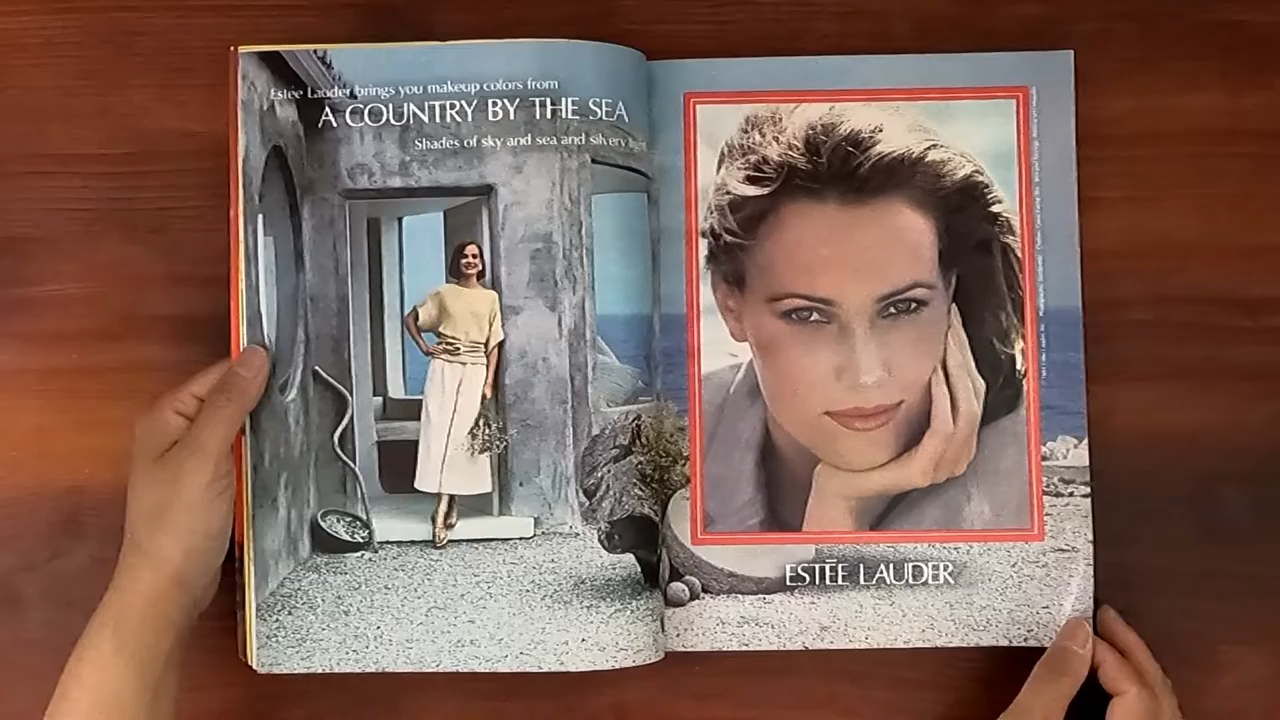 Estée Lauder brings you makeup colors from
A COUNTRY BY THE SEA
Shades of sky and sea and silvery light
ESTĒE LAUDER